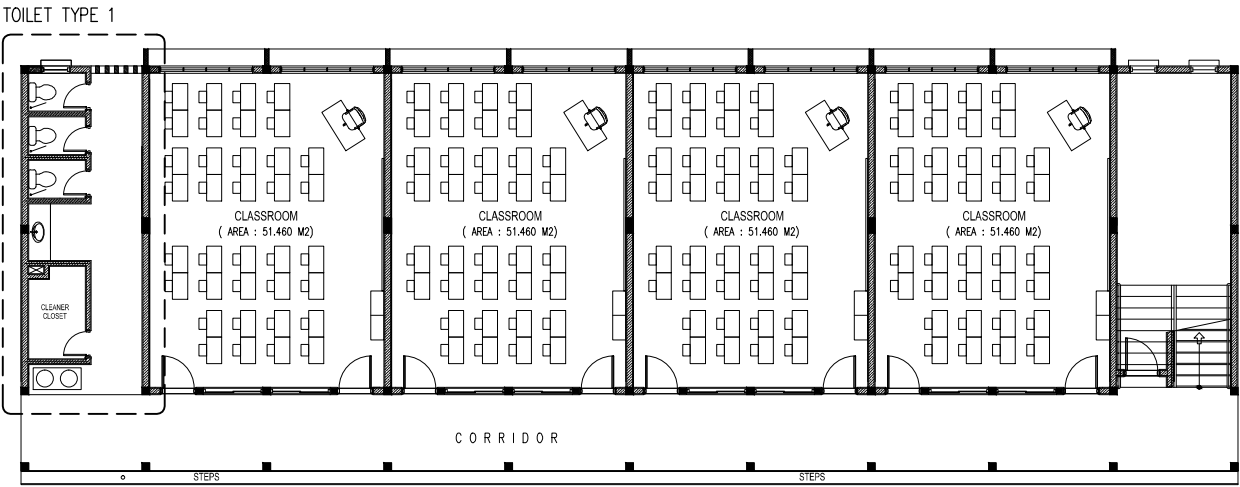 TOILET TYPE 1
CLASSROOM
( AREA : 51.460 M2)
CLASSROOM
( AREA : 51.460 M2)
CLASSROOM
( AREA : 51.460 M2)
CLASSROOM
( AREA : 51.460 M2)
CLEANER
CLOSET
CORRIDOR
STEPS
STEPS